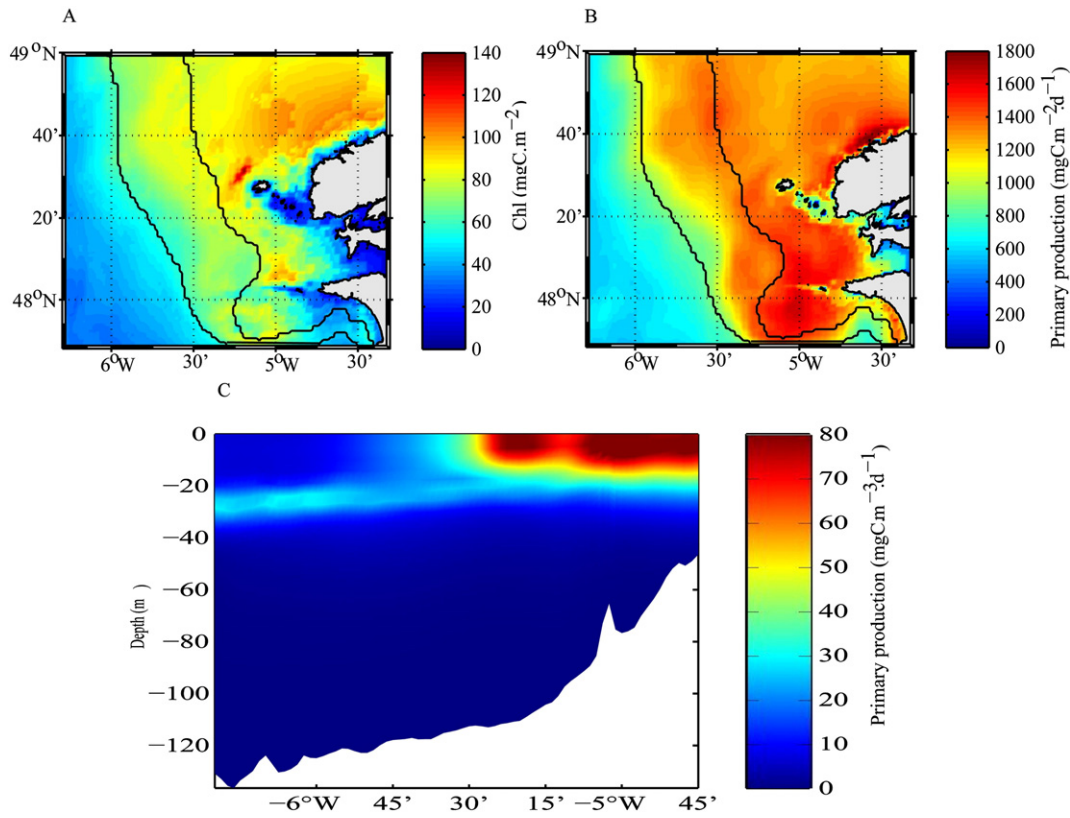 A
49°N
40'
20'
48°N
6°W
30'
5°W
30'
140
120
100
80
60
40
20
0
Chl (mgC.m−2)
B
49°N
40'
20'
48°N
6°W
30'
5°W
30'
1800
1600
1400
1200
1000
800
600
400
200
0
Primary production (mgC.m−2.d−1)
C
0
−20
−40
−60
−80
−100
−120
Depth (m )
−6°W
45'
30'
15'
−5°W
45'
80
70
60
50
40
30
20
10
0
Primary production (mgC.m−3.d−1)